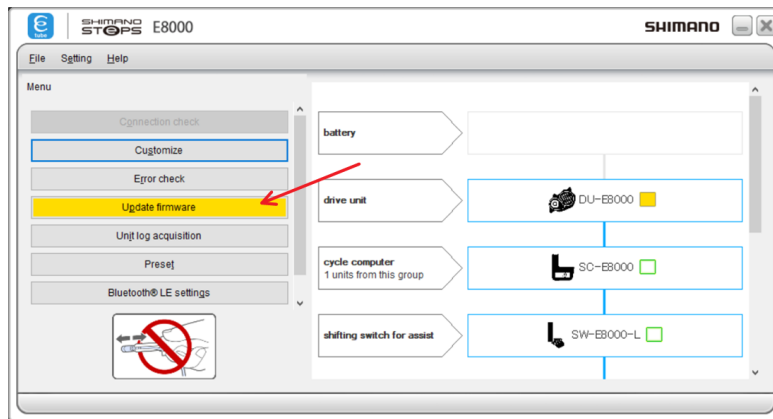 e tube
SHIMANO STEPS E8000
SHIMANO
File Setting Help
Menu
Connection check
Customize
Error check
Update firmware
Unit log acquisition
Preset
Bluetooth® LE settings
battery
drive unit
DU-E8000
cycle computer
1 units from this group
SC-E8000
shifting switch for assist
SW-E8000-L